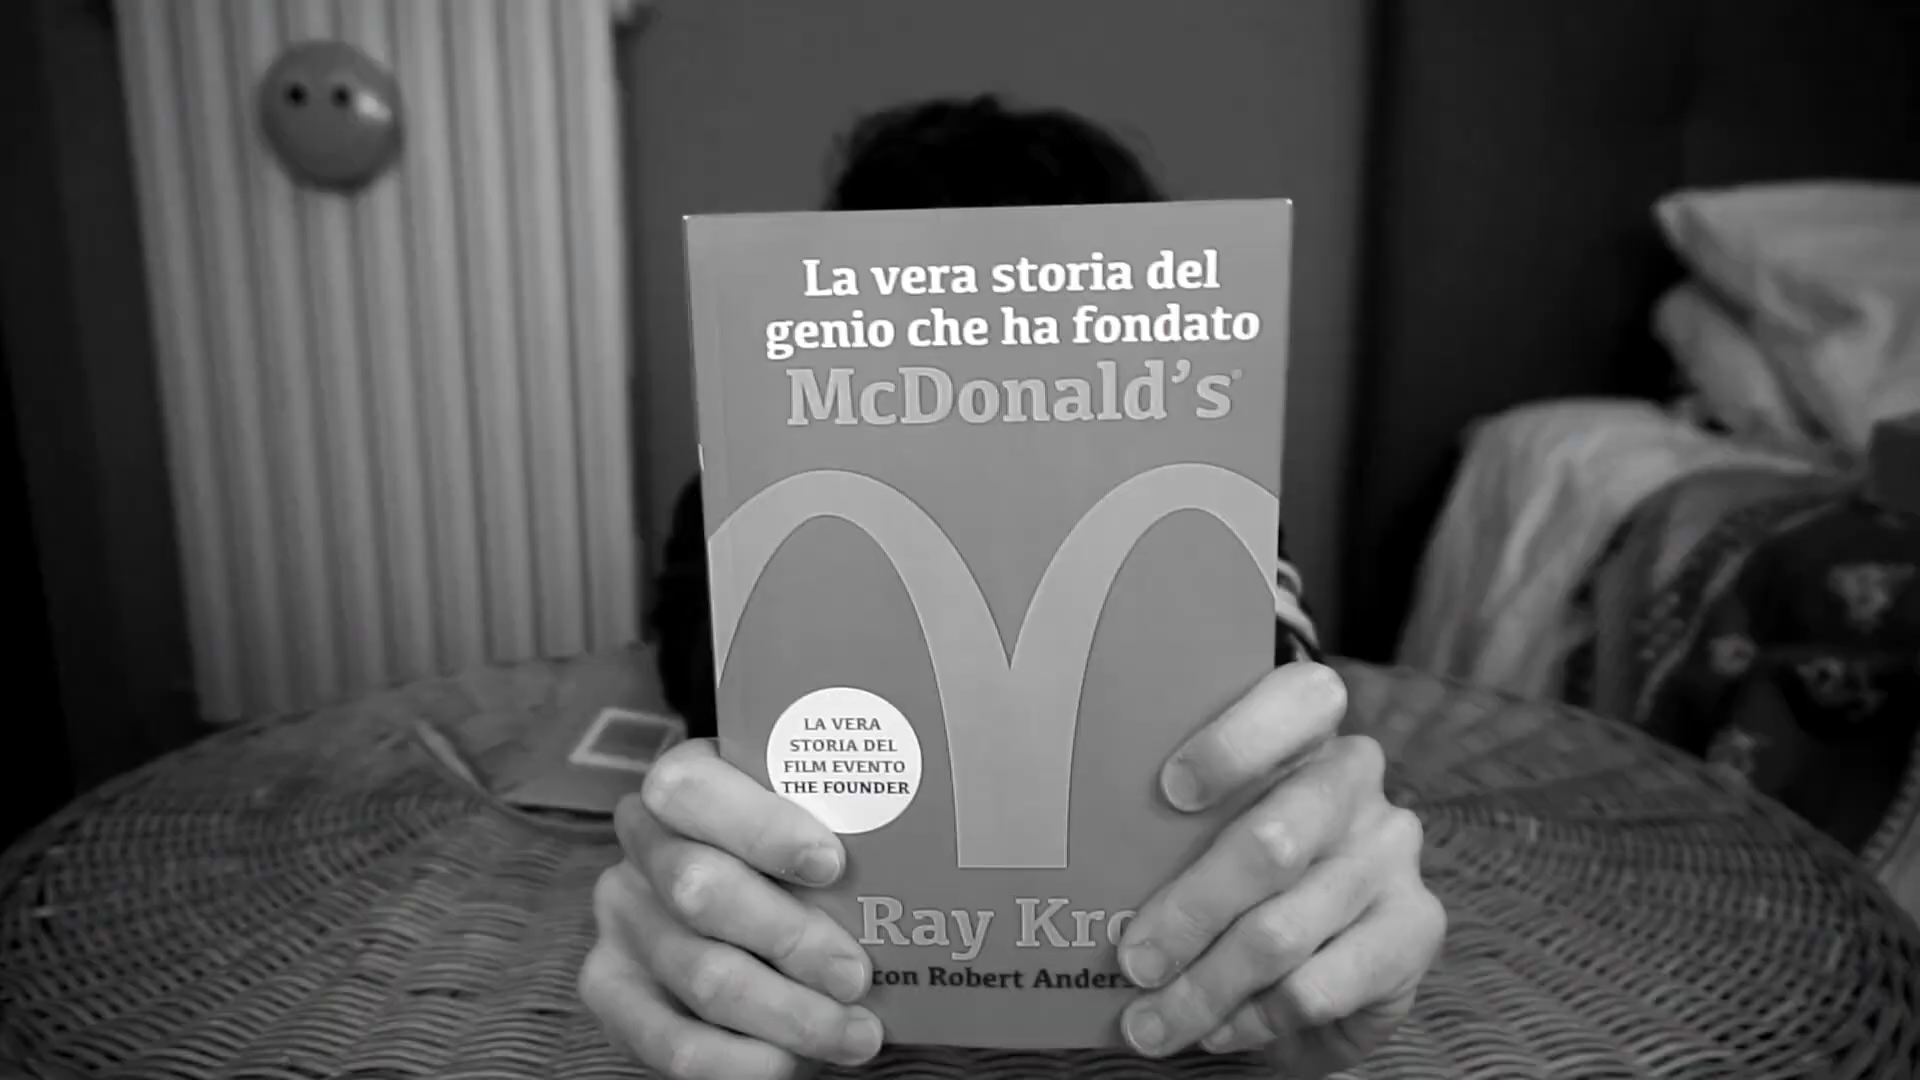 La vera storia del
genio che ha fondato
McDonald's
LA VERA
STORIA DEL
FILM EVENTO
THE FOUNDER
Ray
con Robert